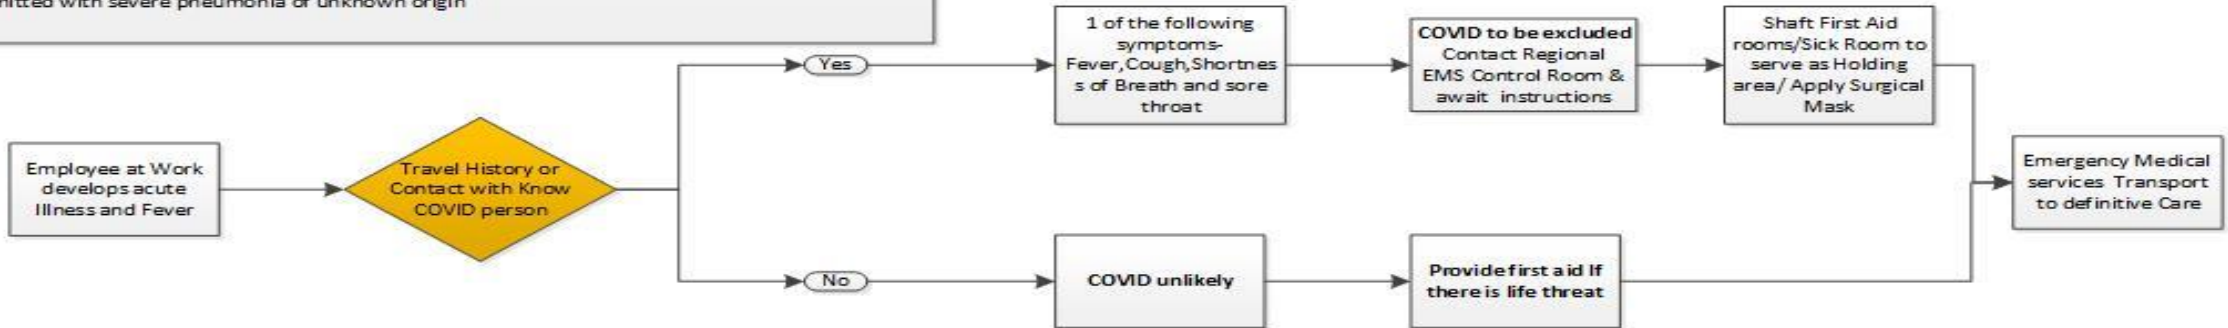 mitted with severe pneumonia of unknown origin
Employee at Work
develops acute
Illness and Fever
Travel History or
Contact with Know
COVID person
Yes
1 of the following
symptoms-
Fever,Cough,Shortnes
s of Breath and sore
throat
COVID to be excluded
Contact Regional
EMS Control Room &
await instructions
Shaft First Aid
rooms/Sick Room to
serve as Holding
area/ Apply Surgical
Mask
No
COVID unlikely
Provide first aid If
there is life threat
Emergency Medical
services Transport
to definitive Care